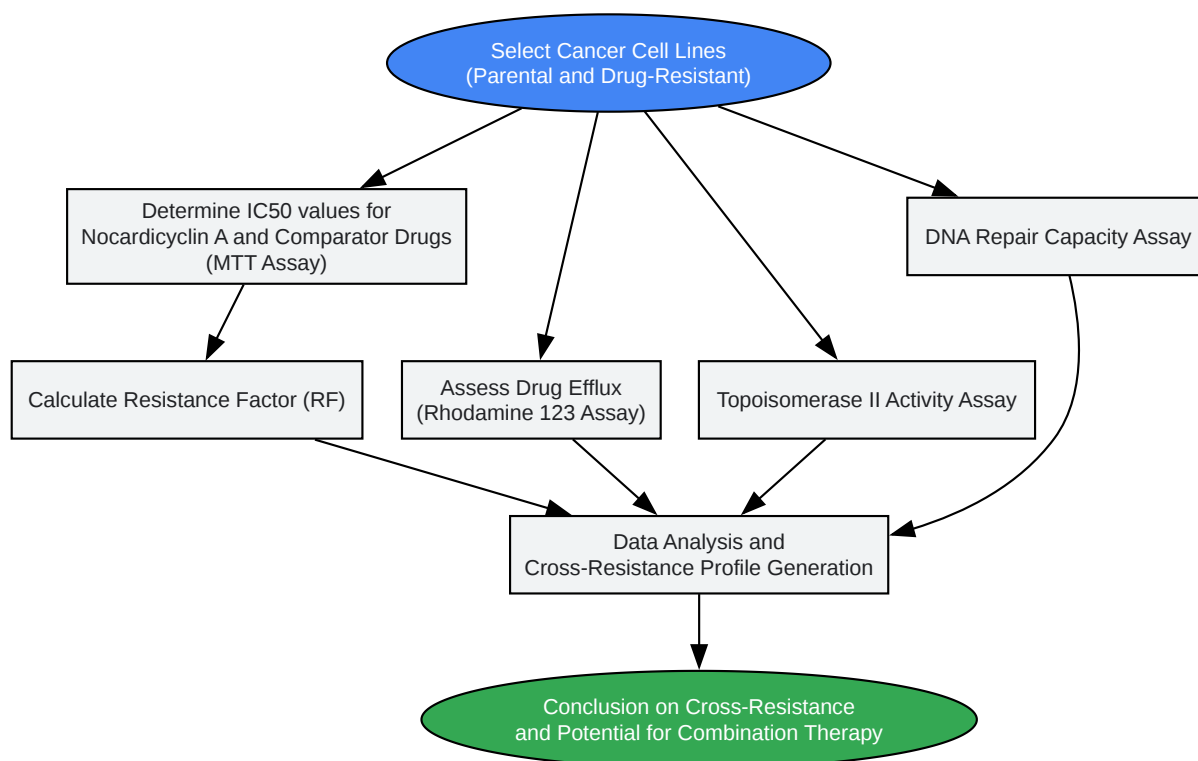 Select Cancer Cell Lines
(Parental and Drug-Resistant)
Determine IC50 values for
Nocardicyclin A and Comparator Drugs
(MTT Assay)
DNA Repair Capacity Assay
Calculate Resistance Factor (RF)
Assess Drug Efflux
(Rhodamine 123 Assay)
Topoisomerase II Activity Assay
Data Analysis and
Cross-Resistance Profile Generation
Conclusion on Cross-Resistance
and Potential for Combination Therapy